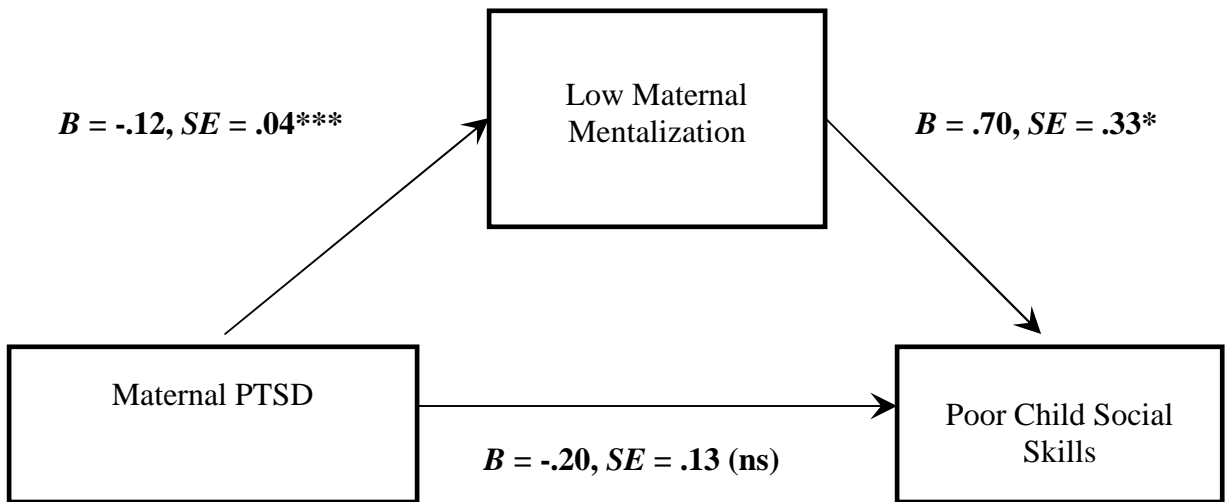 Low Maternal
Mentalization
B = -.12, SE = .04***
B = .70, SE = .33*
Maternal PTSD
Poor Child Social
Skills
B = -.20, SE = .13 (ns)